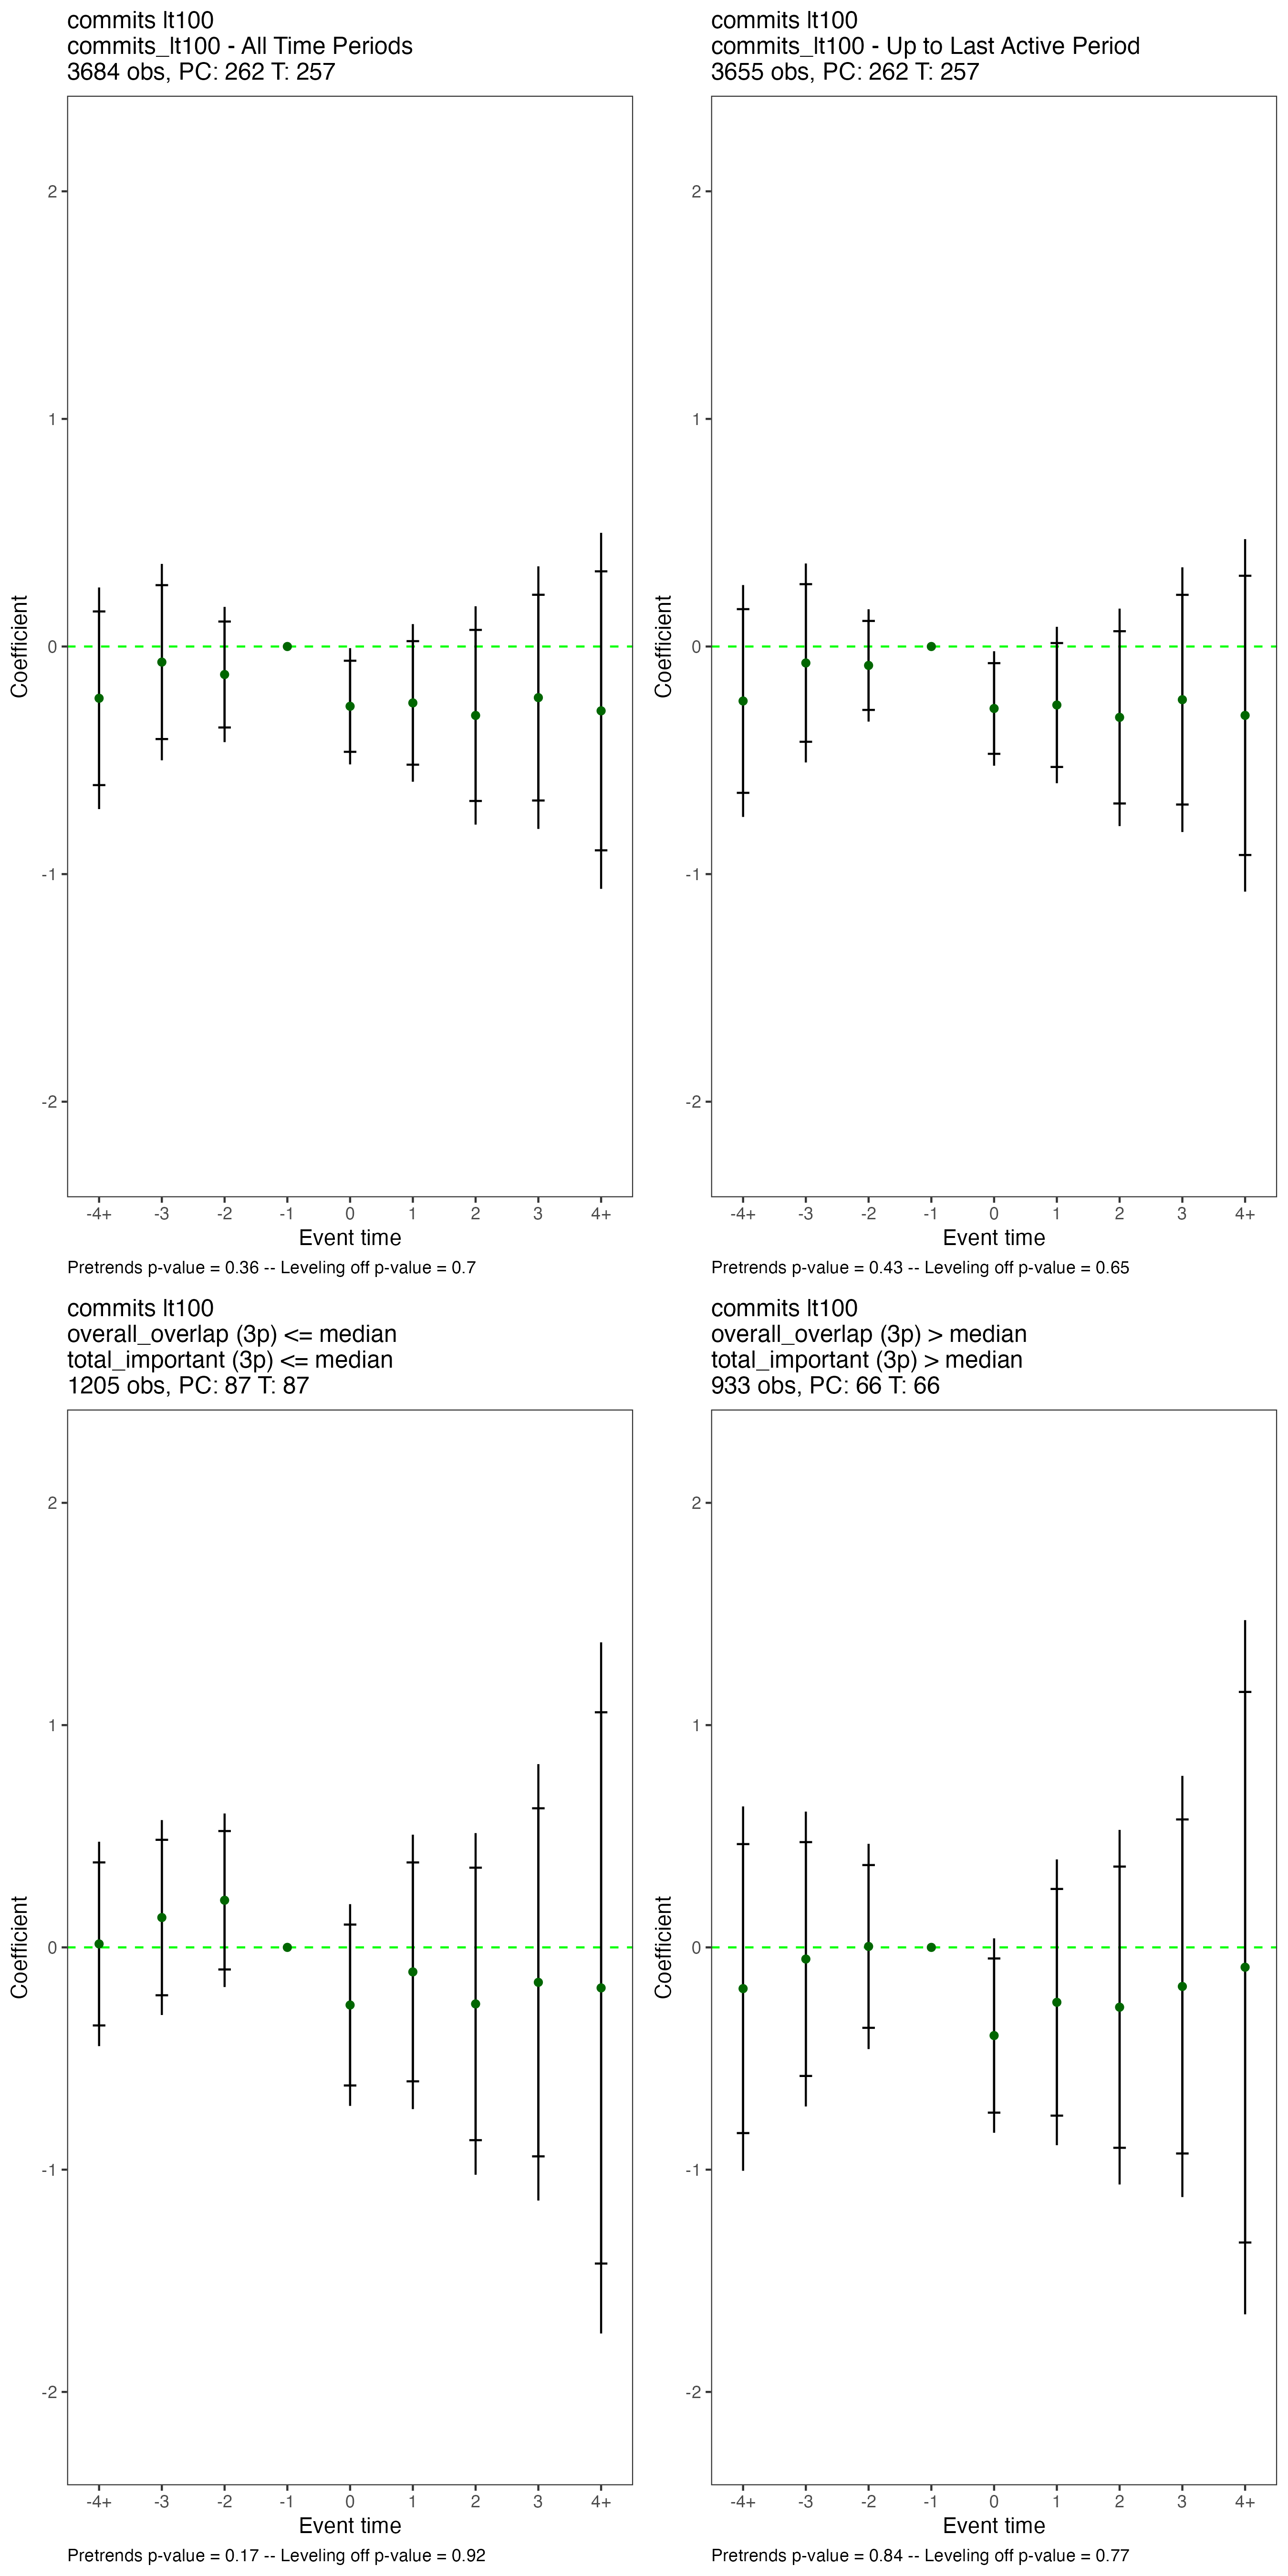 commits lt100
commits_lt100 - All Time Periods
3684 obs, PC: 262 T: 257
2
1
0
-1
-2
Coefficient
-4+ -3 -2 -1 0 1 2 3 4+
Event time
Pretrends p-value = 0.36 -- Leveling off p-value = 0.7
commits lt100
commits_lt100 - Up to Last Active Period
3655 obs, PC: 262 T: 257
2
1
0
-1
-2
Coefficient
-4+ -3 -2 -1 0 1 2 3 4+
Event time
Pretrends p-value = 0.43 -- Leveling off p-value = 0.65
commits lt100
overall_overlap (3p) <= median
total_important (3p) <= median
1205 obs, PC: 87 T: 87
2
1
0
-1
-2
Coefficient
-4+ -3 -2 -1 0 1 2 3 4+
Event time
Pretrends p-value = 0.17 -- Leveling off p-value = 0.92
commits lt100
overall_overlap (3p) > median
total_important (3p) > median
933 obs, PC: 66 T: 66
2
1
0
-1
-2
Coefficient
-4+ -3 -2 -1 0 1 2 3 4+
Event time
Pretrends p-value = 0.84 -- Leveling off p-value = 0.77